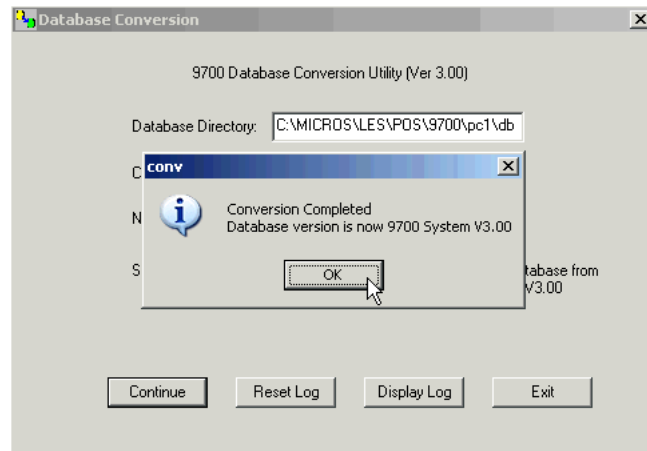 Database Conversion
9700 Database Conversion Utility (Ver 3.00)
Database Directory: C:\MICROS\LES\POS\9700\pc1\db
C
conv
N
Conversion Completed
Database version is now 9700 System V3.00
S
OK
tabase from
V3.00
Continue Reset Log Display Log Exit